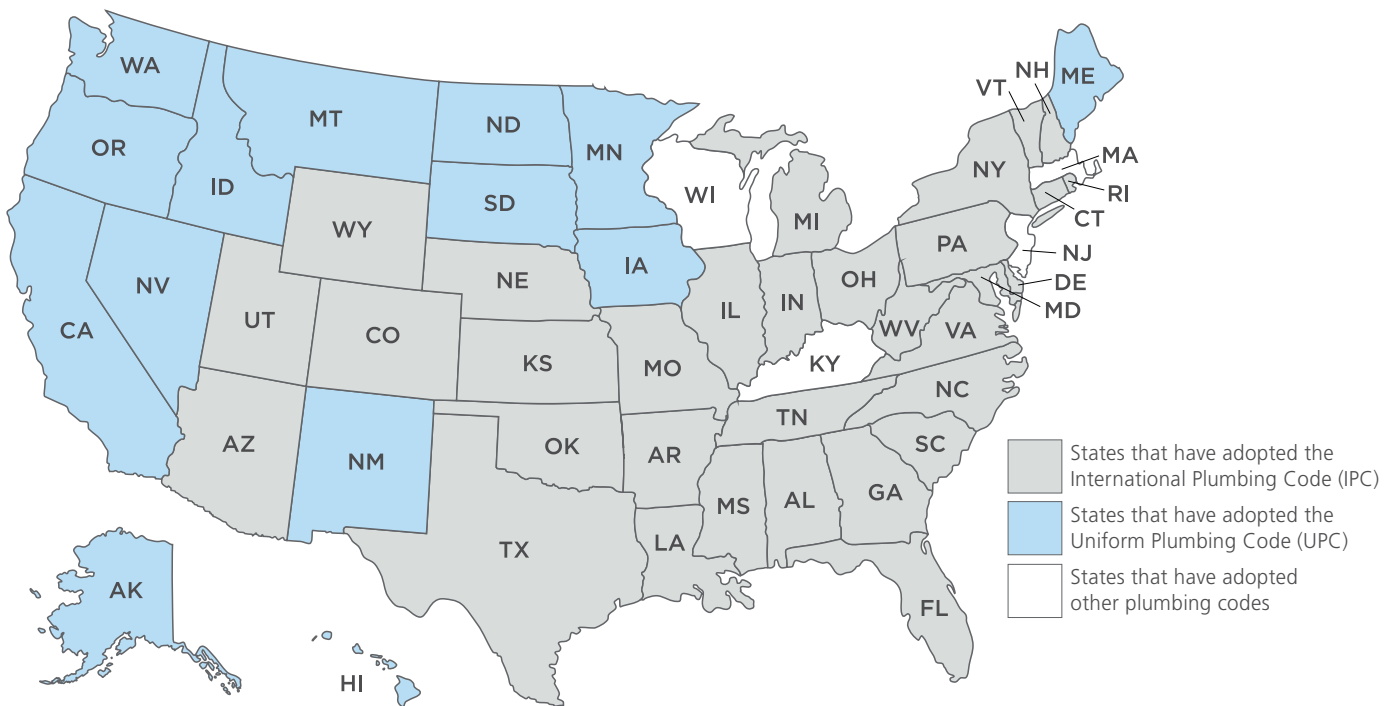 WA
OR
CA
NV
ID
MT
WY
UT
AZ
CO
NM
ND
SD
NE
KS
OK
TX
MN
IA
MO
AR
LA
WI
IL
MI
IN
OH
KY
TN
MS
AL
GA
FL
SC
NC
VA
WV
PA
NY
VT
NH
ME
MA
RI
CT
NJ
DE
MD
AK
HI
States that have adopted the
International Plumbing Code (IPC)
States that have adopted the
Uniform Plumbing Code (UPC)
States that have adopted
other plumbing codes